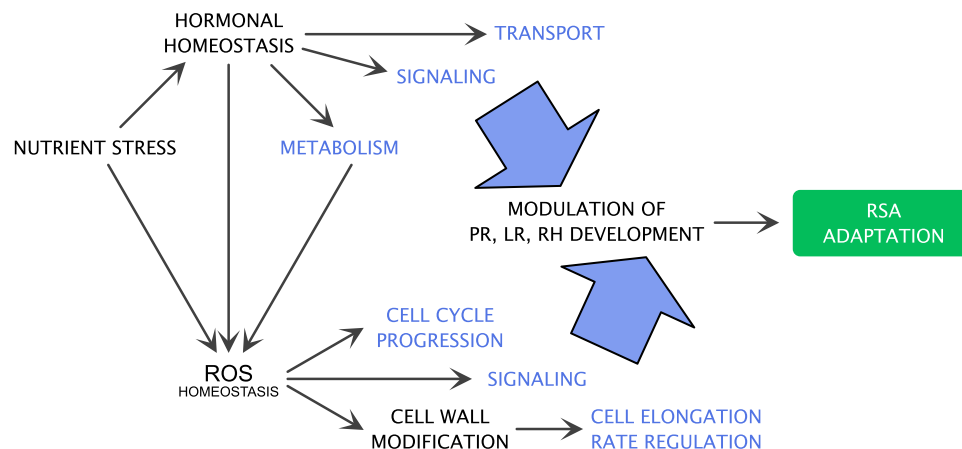 HORMONAL
HOMEOSTASIS
TRANSPORT
SIGNALING
NUTRIENT STRESS
METABOLISM
MODULATION OF
PR, LR, RH DEVELOPMENT
RSA
ADAPTATION
CELL CYCLE
PROGRESSION
ROS
HOMEOSTASIS
SIGNALING
CELL WALL
MODIFICATION
CELL ELONGATION
RATE REGULATION